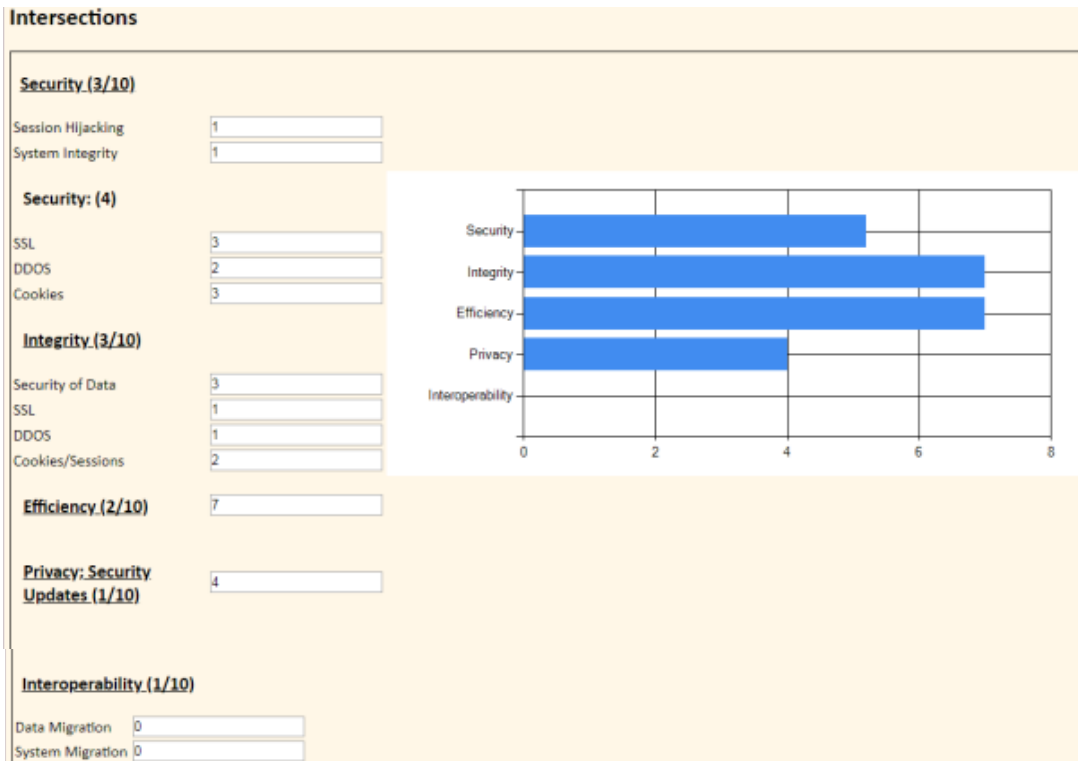 Intersections
Security (3/10)
Session Hijacking 1
System Integrity 1
Security: (4)
SSL 3
DDOS 2
Cookies 3
Integrity (3/10)
Security of Data 3
SSL 1
DDOS 1
Cookies/Sessions 2
Efficiency (2/10) 7
Privacy; Security
Updates (1/10) 4
Security
Integrity
Efficiency
Privacy
Interoperability
0 2 4 6 8
Interoperability (1/10)
Data Migration 0
System Migration 0